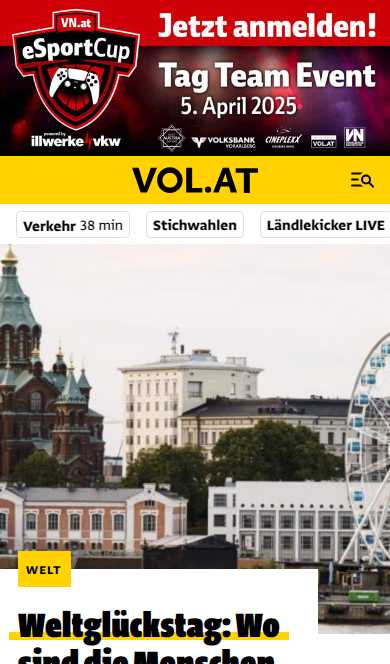 Jetzt anmelden!
VN.at
eSportCup
Tag Team Event
5. April 2025
powered by
illwerke vkw
VOLKSBANK
VORARLBERG
CINEPLEXX
VOL.AT
VN
VOL.AT
Verkehr 38 min
Stichwahlen
Ländlekicker LIVE
WELT
Weltglückstag: Wo
sind die Menschen